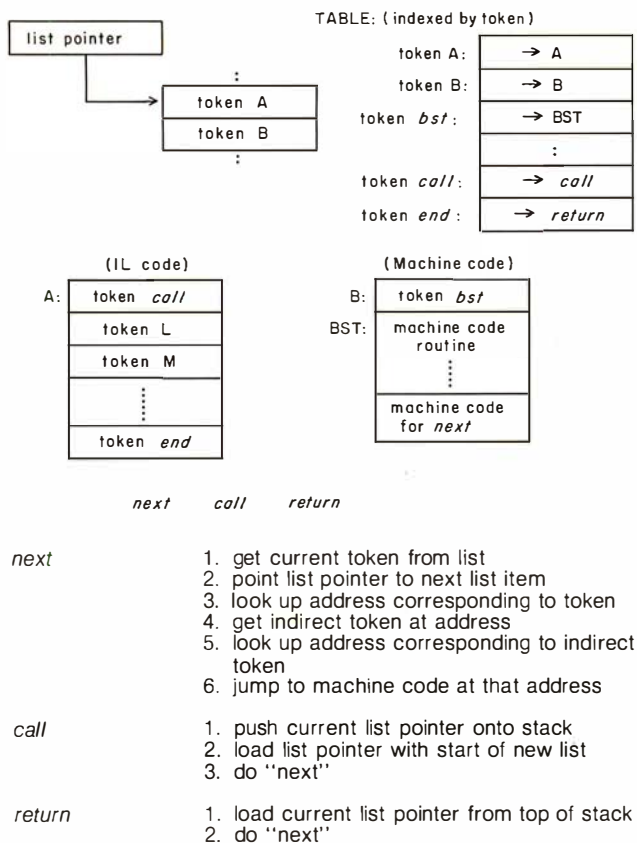 TABLE: (indexed by token)
list pointer
:
token A
token B
:
token A: → A
token B: → B
token bst: → BST
:
token call: → call
token end: → return
(IL code)
A: token call
token L
token M
⋮
token end
(Machine code)
B: token bst
BST: machine code
routine
⋮
machine code
for next
next call return
next 1. get current token from list
2. point list pointer to next list item
3. look up address corresponding to token
4. get indirect token at address
5. look up address corresponding to indirect
token
6. jump to machine code at that address
call 1. push current list pointer onto stack
2. load list pointer with start of new list
3. do "next"
return 1. load current list pointer from top of stack
2. do "next"